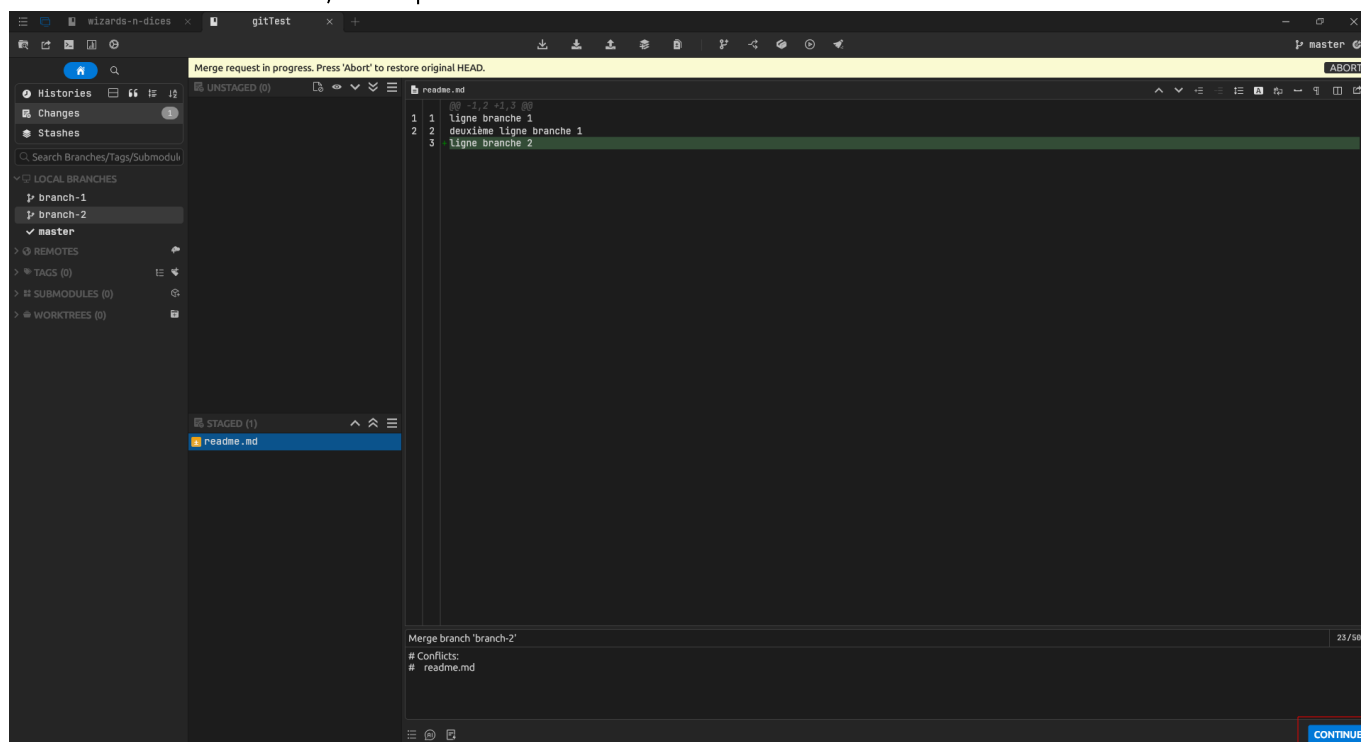 wizards-n-dices
gitTest
master
Merge request in progress. Press 'Abort' to restore original HEAD.
ABORT
Histories
Changes 1
Stashes
Search Branches/Tags/Submodul
LOCAL BRANCHES
branch-1
branch-2
master
REMOTES
TAGS (0)
SUBMODULES (0)
WORKTREES (0)
UNSTAGED (0)
STAGED (1)
readme.md
readme.md
@@ -1,2 +1,3 @@
1 1 ligne branche 1
2 2 deuxième ligne branche 1
3 +ligne branche 2
Merge branch 'branch-2'
23/50
# Conflicts:
# readme.md
CONTINUE